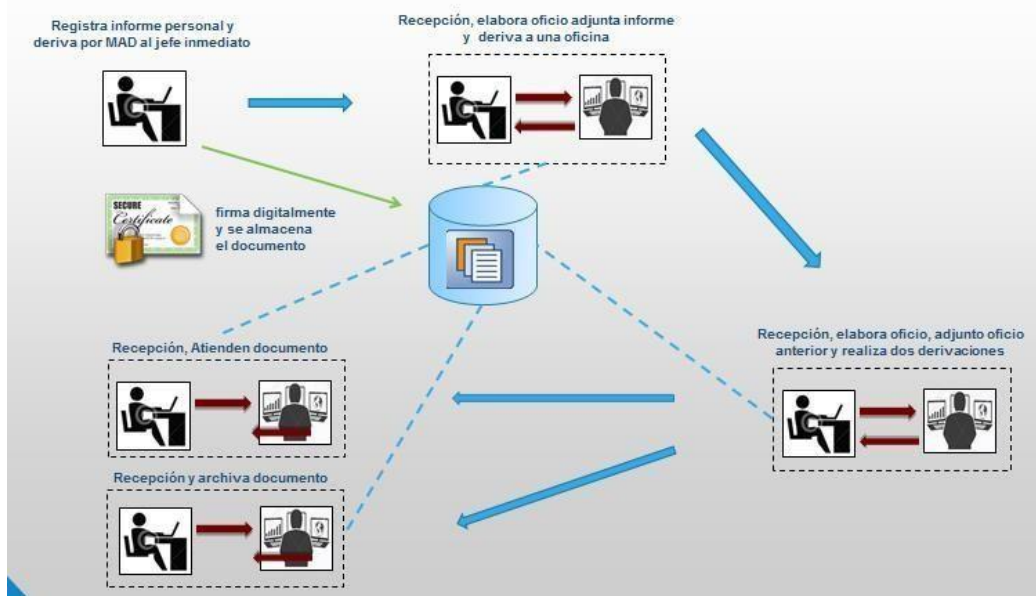 Registra informe personal y
deriva por MAD al jefe inmediato
Recepción, elabora oficio adjunta informe
y deriva a una oficina
SECURE
Certificate
firma digitalmente
y se almacena
el documento
Recepción, elabora oficio, adjunto oficio
anterior y realiza dos derivaciones
Recepción, Atienden documento
Recepción y archiva documento